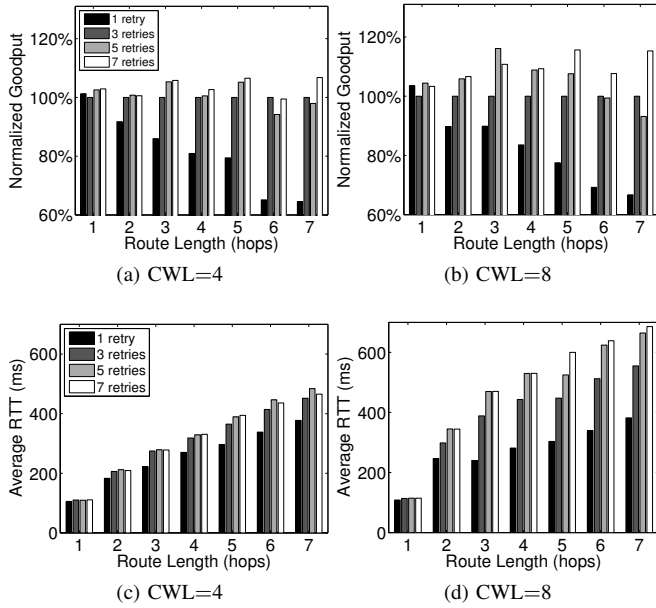 Normalized Goodput
120%
100%
80%
60%
1 retry
3 retries
5 retries
7 retries
1 2 3 4 5 6 7
Route Length (hops)
(a) CWL=4
Normalized Goodput
120%
100%
80%
60%
1 2 3 4 5 6 7
Route Length (hops)
(b) CWL=8
Average RTT (ms)
600
400
200
0
1 retry
3 retries
5 retries
7 retries
1 2 3 4 5 6 7
Route Length (hops)
(c) CWL=4
Average RTT (ms)
600
400
200
0
1 2 3 4 5 6 7
Route Length (hops)
(d) CWL=8